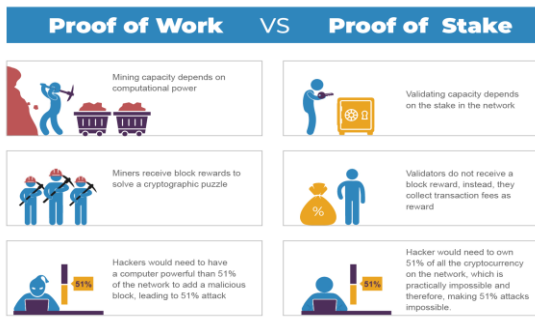 Proof of Work VS Proof of Stake
Mining capacity depends on
computational power
Validating capacity depends
on the stake in the network
Miners receive block rewards to
solve a cryptographic puzzle
Validators do not receive a
block reward, instead, they
collect transaction fees as
reward
%
Hackers would need to have
a computer powerful than 51%
of the network to add a malicious
block, leading to 51% attack
51%
Hacker would need to own
51% of all the cryptocurrency
on the network, which is
practically impossible and
therefore, making 51% attacks
impossible.
51%